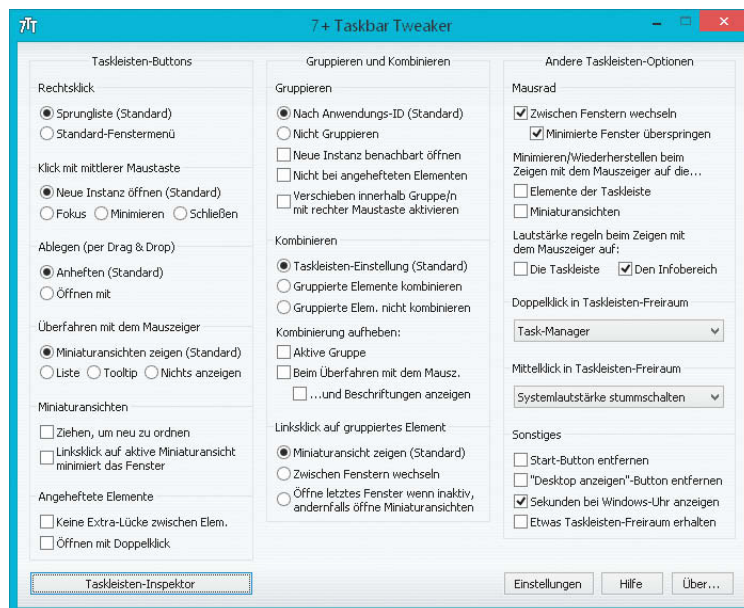 7+ Taskbar Tweaker
Taskleisten-Buttons
Rechtsklick
Sprungliste (Standard)
Standard-Fenstermenü
Klick mit mittlerer Maustaste
Neue Instanz öffnen (Standard)
Fokus Minimieren Schließen
Ablegen (per Drag & Drop)
Anheften (Standard)
Öffnen mit
Überfahren mit dem Mauszeiger
Miniaturansichten zeigen (Standard)
Liste Tooltip Nichts anzeigen
Miniaturansichten
Ziehen, um neu zu ordnen
Linksklick auf aktive Miniaturansicht
minimiert das Fenster
Angeheftete Elemente
Keine Extra-Lücke zwischen Elem.
Öffnen mit Doppelklick
Gruppieren und Kombinieren
Gruppieren
Nach Anwendungs-ID (Standard)
Nicht Gruppieren
Neue Instanz benachbart öffnen
Nicht bei angehefteten Elementen
Verschieben innerhalb Gruppe/n
mit rechter Maustaste aktivieren
Kombinieren
Taskleisten-Einstellung (Standard)
Gruppierte Elemente kombinieren
Gruppierte Elem. nicht kombinieren
Kombinierung aufheben:
Aktive Gruppe
Beim Überfahren mit dem Mausz.
...und Beschriftungen anzeigen
Linksklick auf gruppiertes Element
Miniaturansicht zeigen (Standard)
Zwischen Fenstern wechseln
Öffne letztes Fenster wenn inaktiv,
andernfalls öffne Miniaturansichten
Andere Taskleisten-Optionen
Mausrad
Zwischen Fenstern wechseln
Minimierte Fenster überspringen
Minimieren/Wiederherstellen beim
Zeigen mit dem Mauszeiger auf die...
Elemente der Taskleiste
Miniaturansichten
Lautstärke regeln beim Zeigen mit
dem Mauszeiger auf:
Die Taskleiste Den Infobereich
Doppelklick in Taskleisten-Freiraum
Task-Manager
Mittelklick in Taskleisten-Freiraum
Systemlautstärke stummschalten
Sonstiges
Start-Button entfernen
"Desktop anzeigen"-Button entfernen
Sekunden bei Windows-Uhr anzeigen
Etwas Taskleisten-Freiraum erhalten
Taskleisten-Inspektor
Einstellungen Hilfe Über...